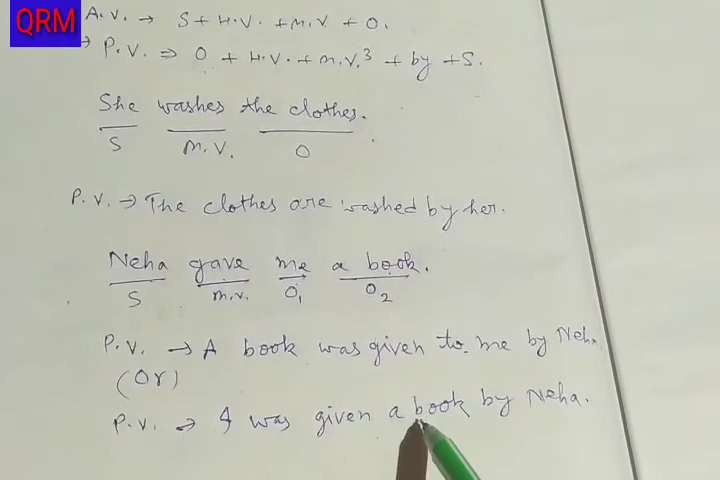 QRM
A.V. → S + H.V. + M.V + O.
→ P.V. ⇒ O + H.V. + m.V.³ + by + S.
She washes the clothes.
S M.V. O
P.V. → The clothes are washed by her.
Neha gave me a book.
S m.v. O₁ O₂
P.V. → A book was given to me by Neha
(Or)
P.V. → I was given a book by Neha.